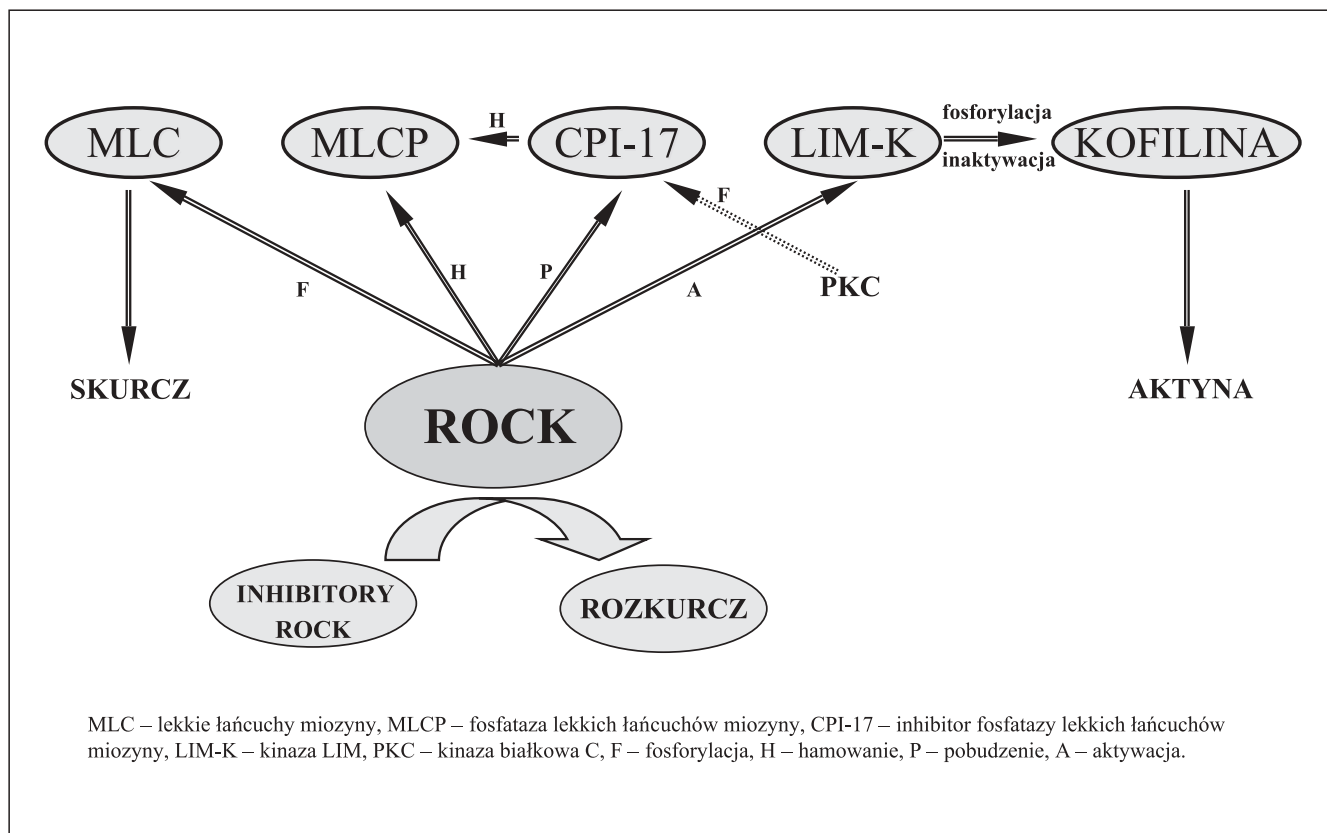 H
fosforylacja
MLC
MLCP
CPI-17
LIM-K
KOFILINA
inaktywacja
F
F
H
P
A
PKC
SKURCZ
AKTYNA
ROCK
INHIBITORY
ROCK
ROZKURCZ
MLC – lekkie łańcuchy miozyny, MLCP – fosfataza lekkich łańcuchów miozyny, CPI-17 – inhibitor fosfatazy lekkich łańcuchów
miozyny, LIM-K – kinaza LIM, PKC – kinaza białkowa C, F – fosforylacja, H – hamowanie, P – pobudzenie, A – aktywacja.